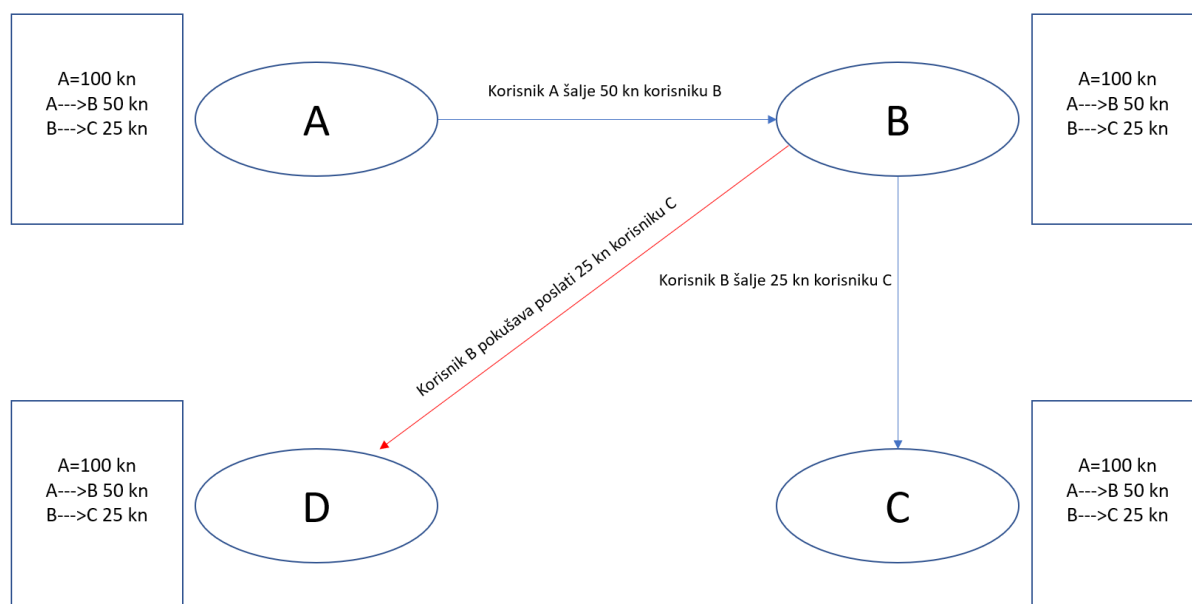 A=100 kn
A--->B 50 kn
B--->C 25 kn
A
Korisnik A šalje 50 kn korisniku B
B
A=100 kn
A--->B 50 kn
B--->C 25 kn
Korisnik B pokušava poslati 25 kn korisniku C
Korisnik B šalje 25 kn korisniku C
A=100 kn
A--->B 50 kn
B--->C 25 kn
D
C
A=100 kn
A--->B 50 kn
B--->C 25 kn